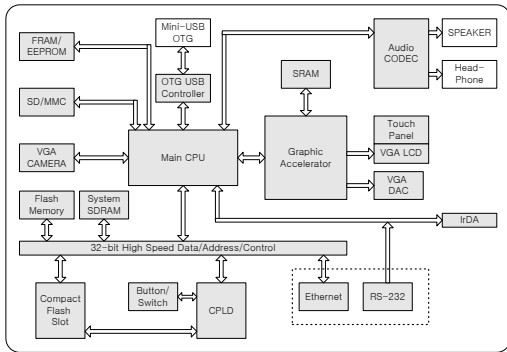 FRAM/
EEPROM
Mini-USB
OTG
Audio
CODEC
SPEAKER
Head-
Phone
SRAM
OTG USB
Controller
SD/MMC
VGA
CAMERA
Main CPU
Graphic
Accelerator
Touch
Panel
VGA LCD
VGA
DAC
Flash
Memory
System
SDRAM
IrDA
32-bit High Speed Data/Address/Control
Compact
Flash
Slot
Button/
Switch
CPLD
Ethernet
RS-232